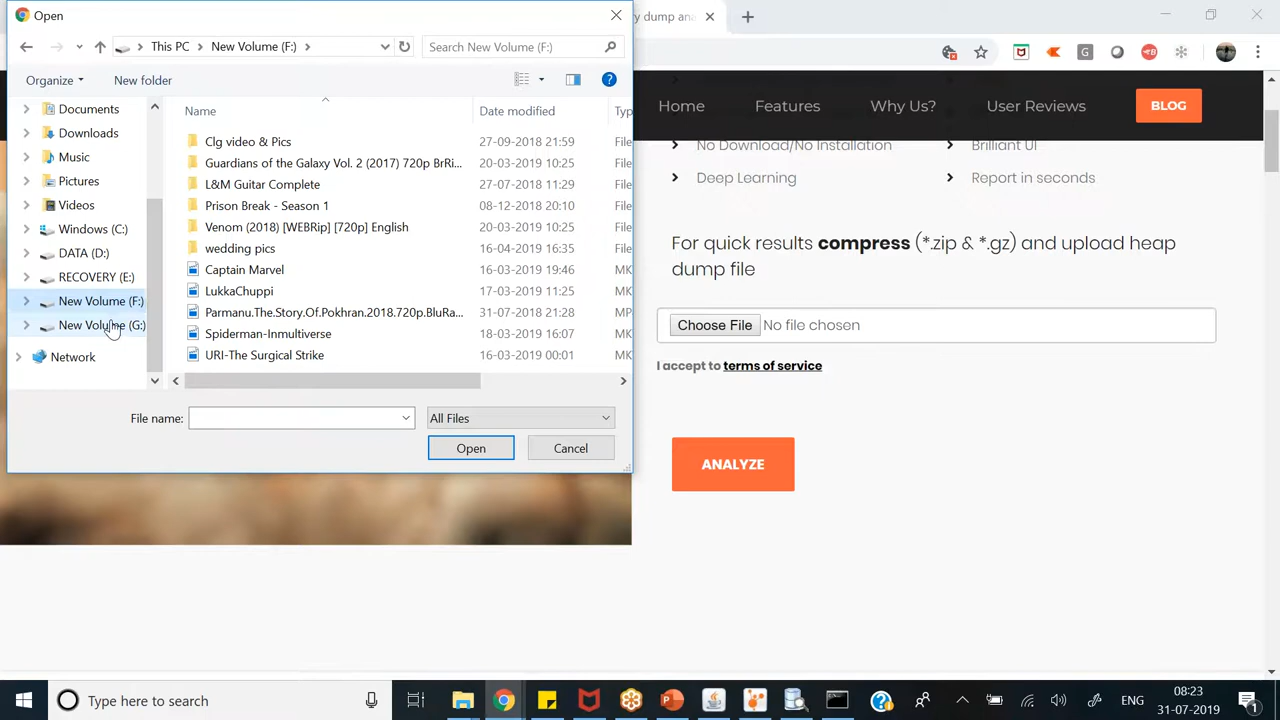 Open
y dump ana
This PC
New Volume (F:)
Search New Volume (F:)
Organize
New folder
Documents
Downloads
Music
Pictures
Videos
Windows (C:)
DATA (D:)
RECOVERY (E:)
New Volume (F:)
New Volume (G:)
Network
Name
Date modified
Typ
Clg video & Pics
27-09-2018 21:59
File
Guardians of the Galaxy Vol. 2 (2017) 720p BrRi...
20-03-2019 10:25
File
L&M Guitar Complete
27-07-2018 11:29
File
Prison Break - Season 1
08-12-2018 20:10
File
Venom (2018) [WEBRip] [720p] English
20-03-2019 10:25
File
wedding pics
16-04-2019 16:35
File
Captain Marvel
16-03-2019 19:46
MK
LukkaChuppi
17-03-2019 11:25
MK
Parmanu.The.Story.Of.Pokhran.2018.720p.BluRa...
31-07-2018 21:28
MP
Spiderman-Inmultiverse
18-03-2019 16:07
MK
URI-The Surgical Strike
16-03-2019 00:01
MK
File name:
All Files
Open
Cancel
Home
Features
Why Us?
User Reviews
BLOG
No Download/No Installation
Brilliant UI
Deep Learning
Report in seconds
For quick results compress (*.zip & *.gz) and upload heap
dump file
Choose File
No file chosen
I accept to terms of service
ANALYZE
Type here to search
ENG
08:23
31-07-2019
1